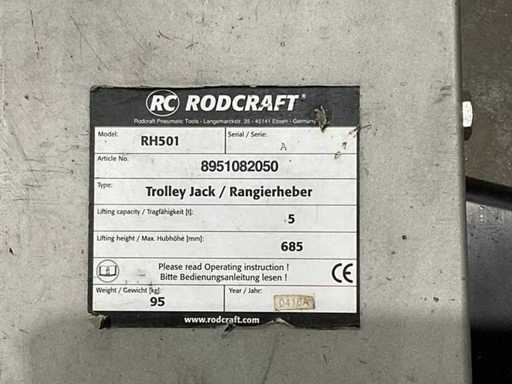 RC RODCRAFT®
Rodcraft Pneumatic Tools - Langemarckstr. 35 - 45141 Essen - Germany
Model: RH501 Serial / Serie: A
Article No. 8951082050
Type: Trolley Jack / Rangierheber
Lifting capacity / Tragfähigkeit [t]: 5
Lifting height / Max. Hubhöhe [mm]: 685
Please read Operating instruction !
Bitte Bedienungsanleitung lesen ! CE
Weight / Gewicht [kg]: 95 Year / Jahr: 0416A
www.rodcraft.com